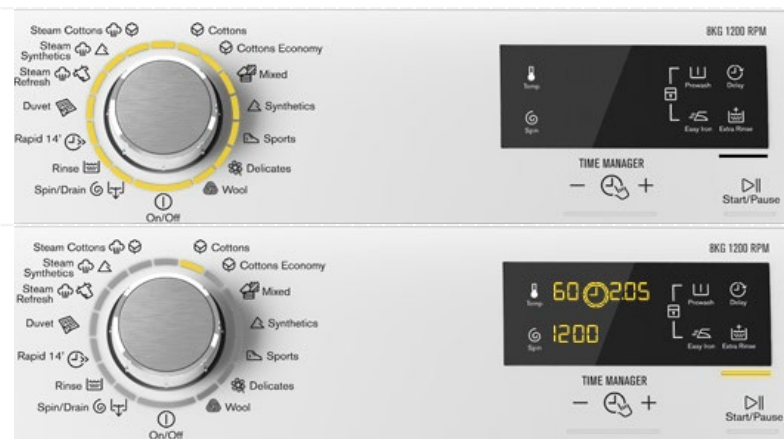 8KG 1200 RPM
Steam Cottons
Cottons
Steam
Synthetics
Cottons Economy
Steam
Refresh
Mixed
Duvet
Synthetics
Rapid 14'
Sports
Rinse
Delicates
Spin/Drain
Wool
On/Off
Temp.
Prewash
Delay
Spin
Easy Iron
Extra Rinse
TIME MANAGER
− +
Start/Pause
8KG 1200 RPM
Steam Cottons
Cottons
Steam
Synthetics
Cottons Economy
Steam
Refresh
Mixed
Duvet
Synthetics
Rapid 14'
Sports
Rinse
Delicates
Spin/Drain
Wool
On/Off
60 2.05
Temp.
Prewash
Delay
1200
Spin
Easy Iron
Extra Rinse
TIME MANAGER
− +
Start/Pause